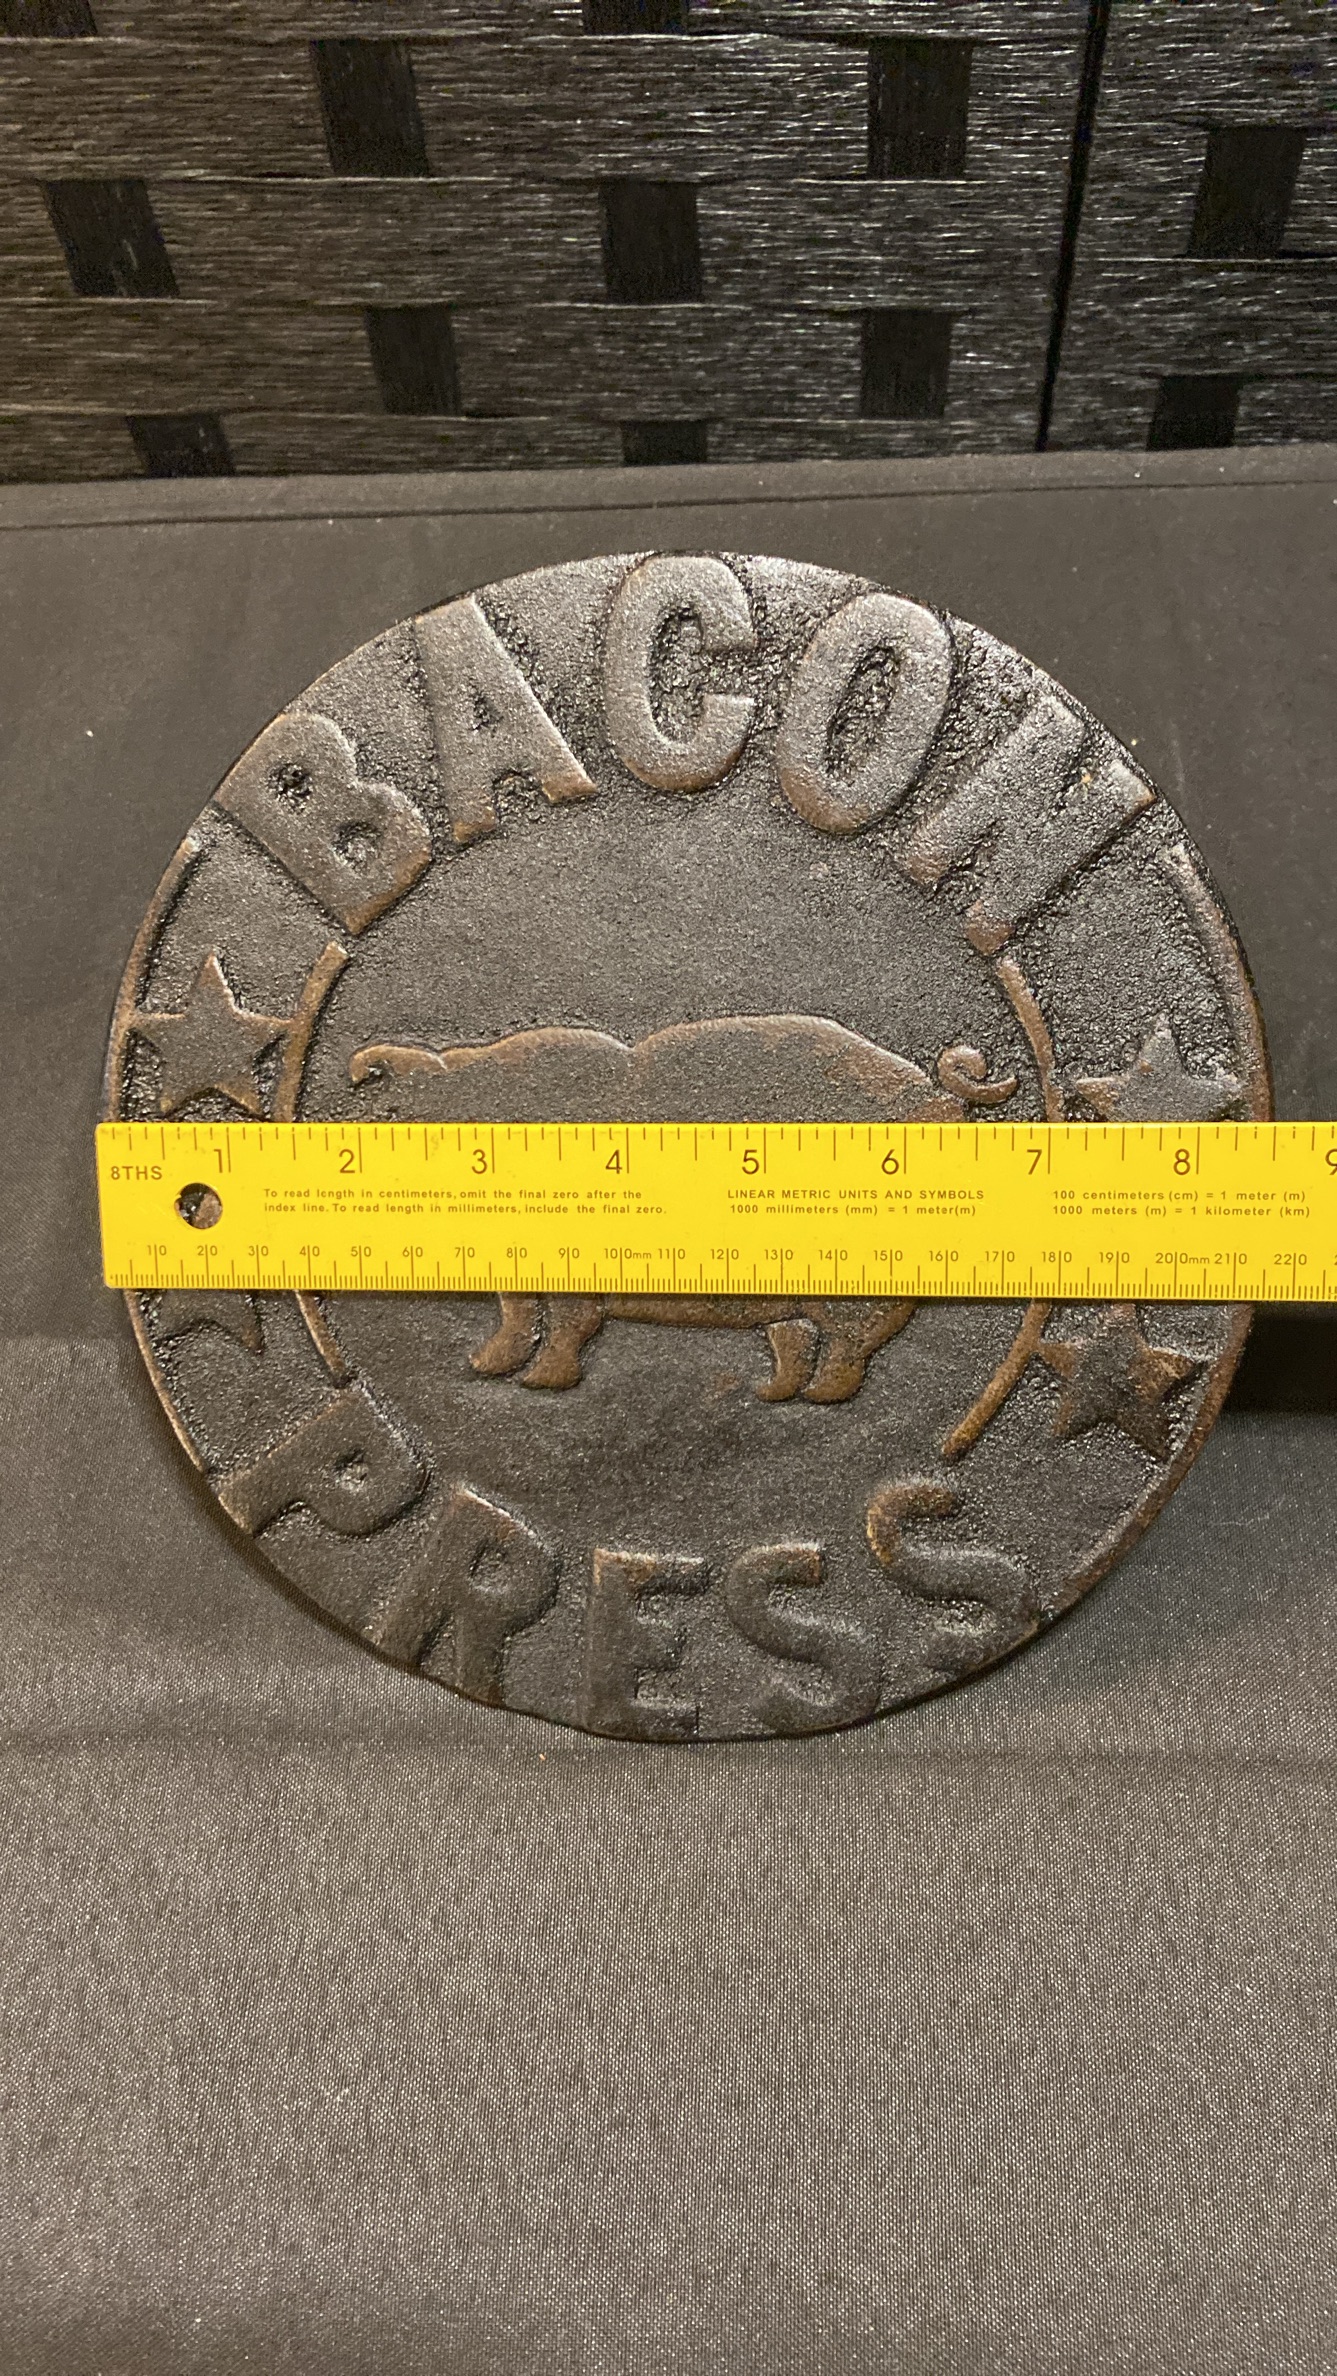 BACON
1 2 3 4 5 6 7 8 9
8THS
To read length in centimeters, omit the final zero after the
index line. To read length in millimeters, include the final zero.
LINEAR METRIC UNITS AND SYMBOLS
1000 millimeters (mm) = 1 meter(m)
100 centimeters (cm) = 1 meter (m)
1000 meters (m) = 1 kilometer (km)
10 20 30 40 50 60 70 80 90 100mm 110 120 130 140 150 160 170 180 190 200mm 210 220
PRESS